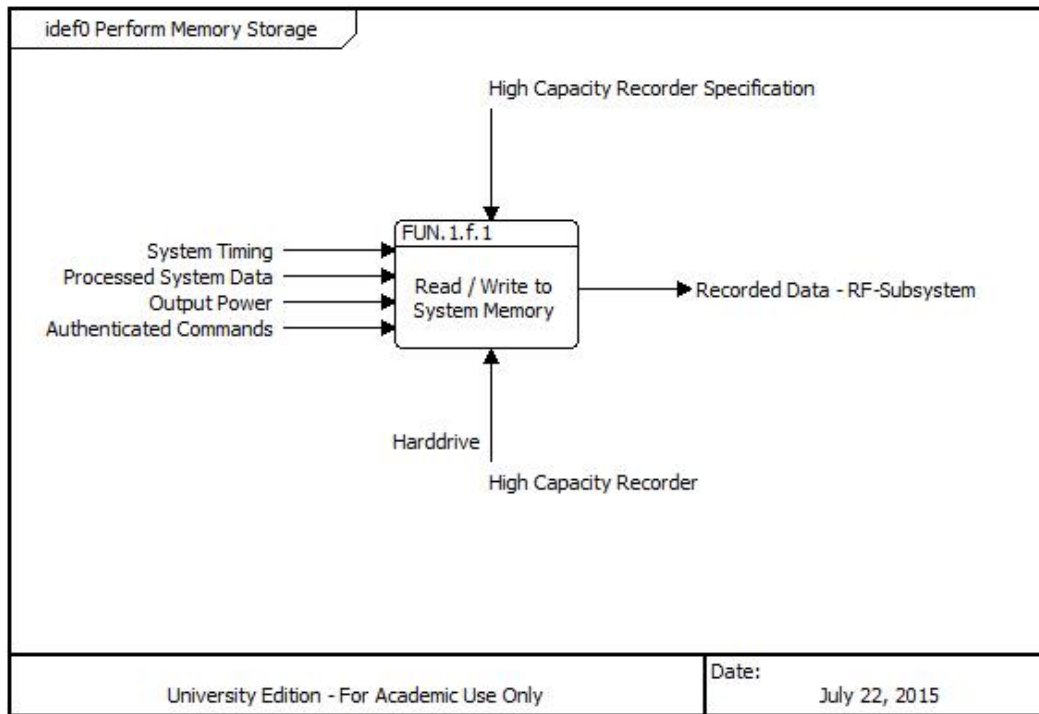 idef0 Perform Memory Storage
High Capacity Recorder Specification
FUN.1.f.1
System Timing
Processed System Data
Output Power
Authenticated Commands
Read / Write to
System Memory
Recorded Data - RF-Subsystem
Harddrive
High Capacity Recorder
University Edition - For Academic Use Only
Date:
July 22, 2015